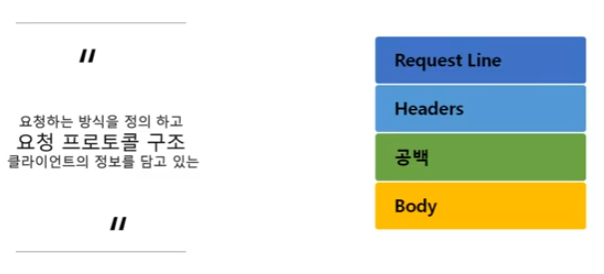 "
요청하는 방식을 정의 하고
요청 프로토콜 구조
클라이언트의 정보를 담고 있는
"
Request Line
Headers
공백
Body